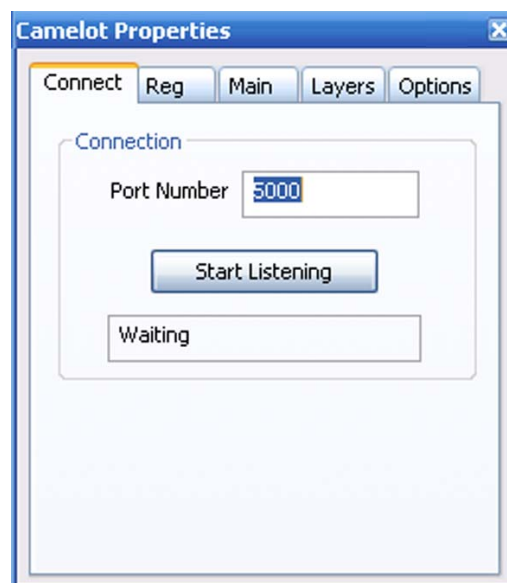 Camelot Properties
Connect Reg Main Layers Options
Connection
Port Number 5000
Start Listening
Waiting